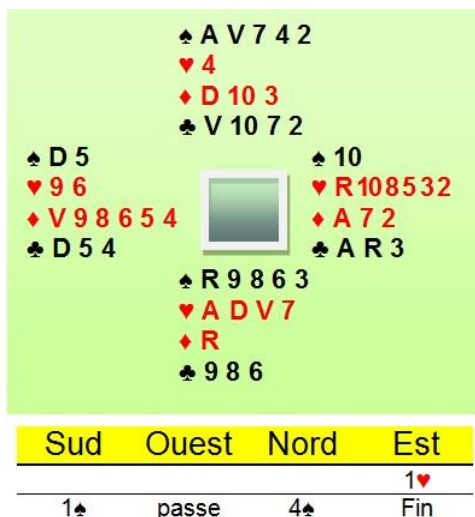 ♠ A V 7 4 2
♥ 4
♦ D 10 3
♣ V 10 7 2
♠ D 5
♥ 9 6
♦ V 9 8 6 5 4
♣ D 5 4
♠ 10
♥ R 10 8 5 3 2
♦ A 7 2
♣ A R 3
♠ R 9 8 6 3
♥ A D V 7
♦ R
♣ 9 8 6
Sud Ouest Nord Est
1♥
1♠ passe 4♠ Fin